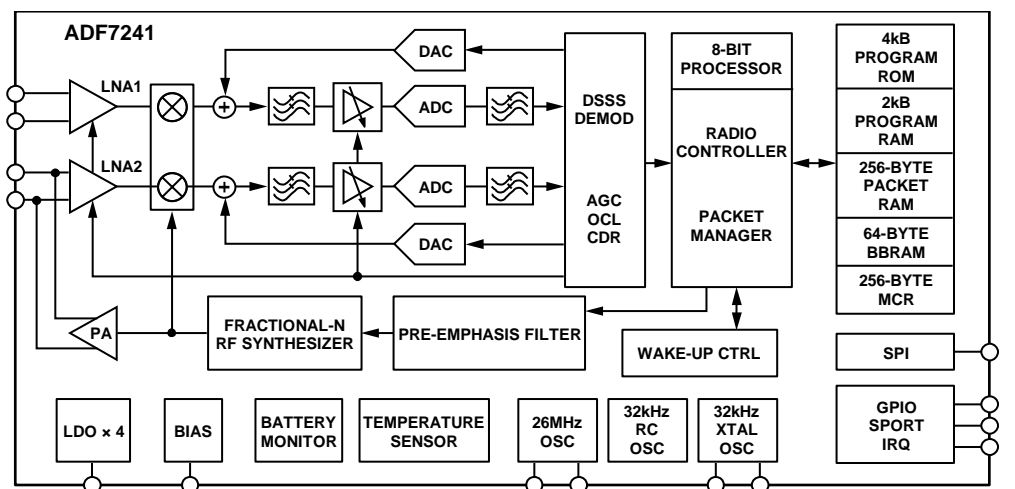 ADF7241
LNA1
LNA2
DAC
ADC
ADC
DAC
DSSS
DEMOD
AGC
OCL
CDR
8-BIT
PROCESSOR
RADIO
CONTROLLER
PACKET
MANAGER
4kB
PROGRAM
ROM
2kB
PROGRAM
RAM
256-BYTE
PACKET
RAM
64-BYTE
BBRAM
256-BYTE
MCR
PA
FRACTIONAL-N
RF SYNTHESIZER
PRE-EMPHASIS FILTER
WAKE-UP CTRL
SPI
LDO × 4
BIAS
BATTERY
MONITOR
TEMPERATURE
SENSOR
26MHz
OSC
32kHz
RC
OSC
32kHz
XTAL
OSC
GPIO
SPORT
IRQ